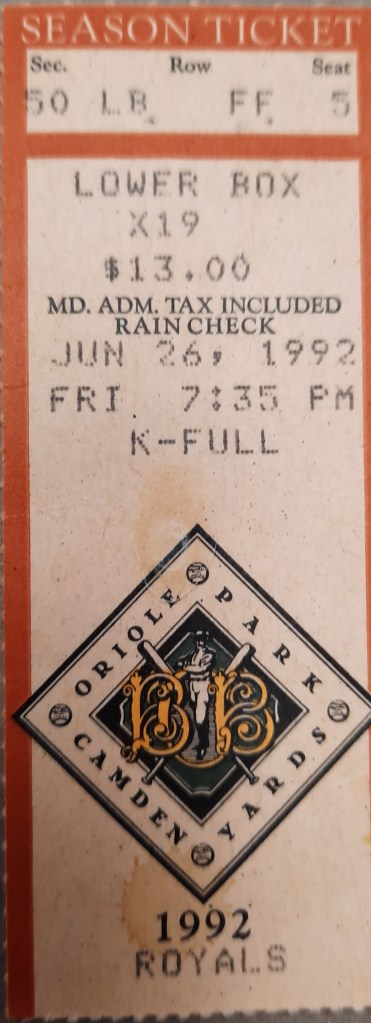 SEASON TICKET
Sec. Row Seat
50 LB FF 5
LOWER BOX
X19
$13.00
MD. ADM. TAX INCLUDED
RAIN CHECK
JUN 26, 1992
FRI 7:35 PM
K-FULL
ORIOLE PARK
CAMDEN YARDS
1992
ROYALS